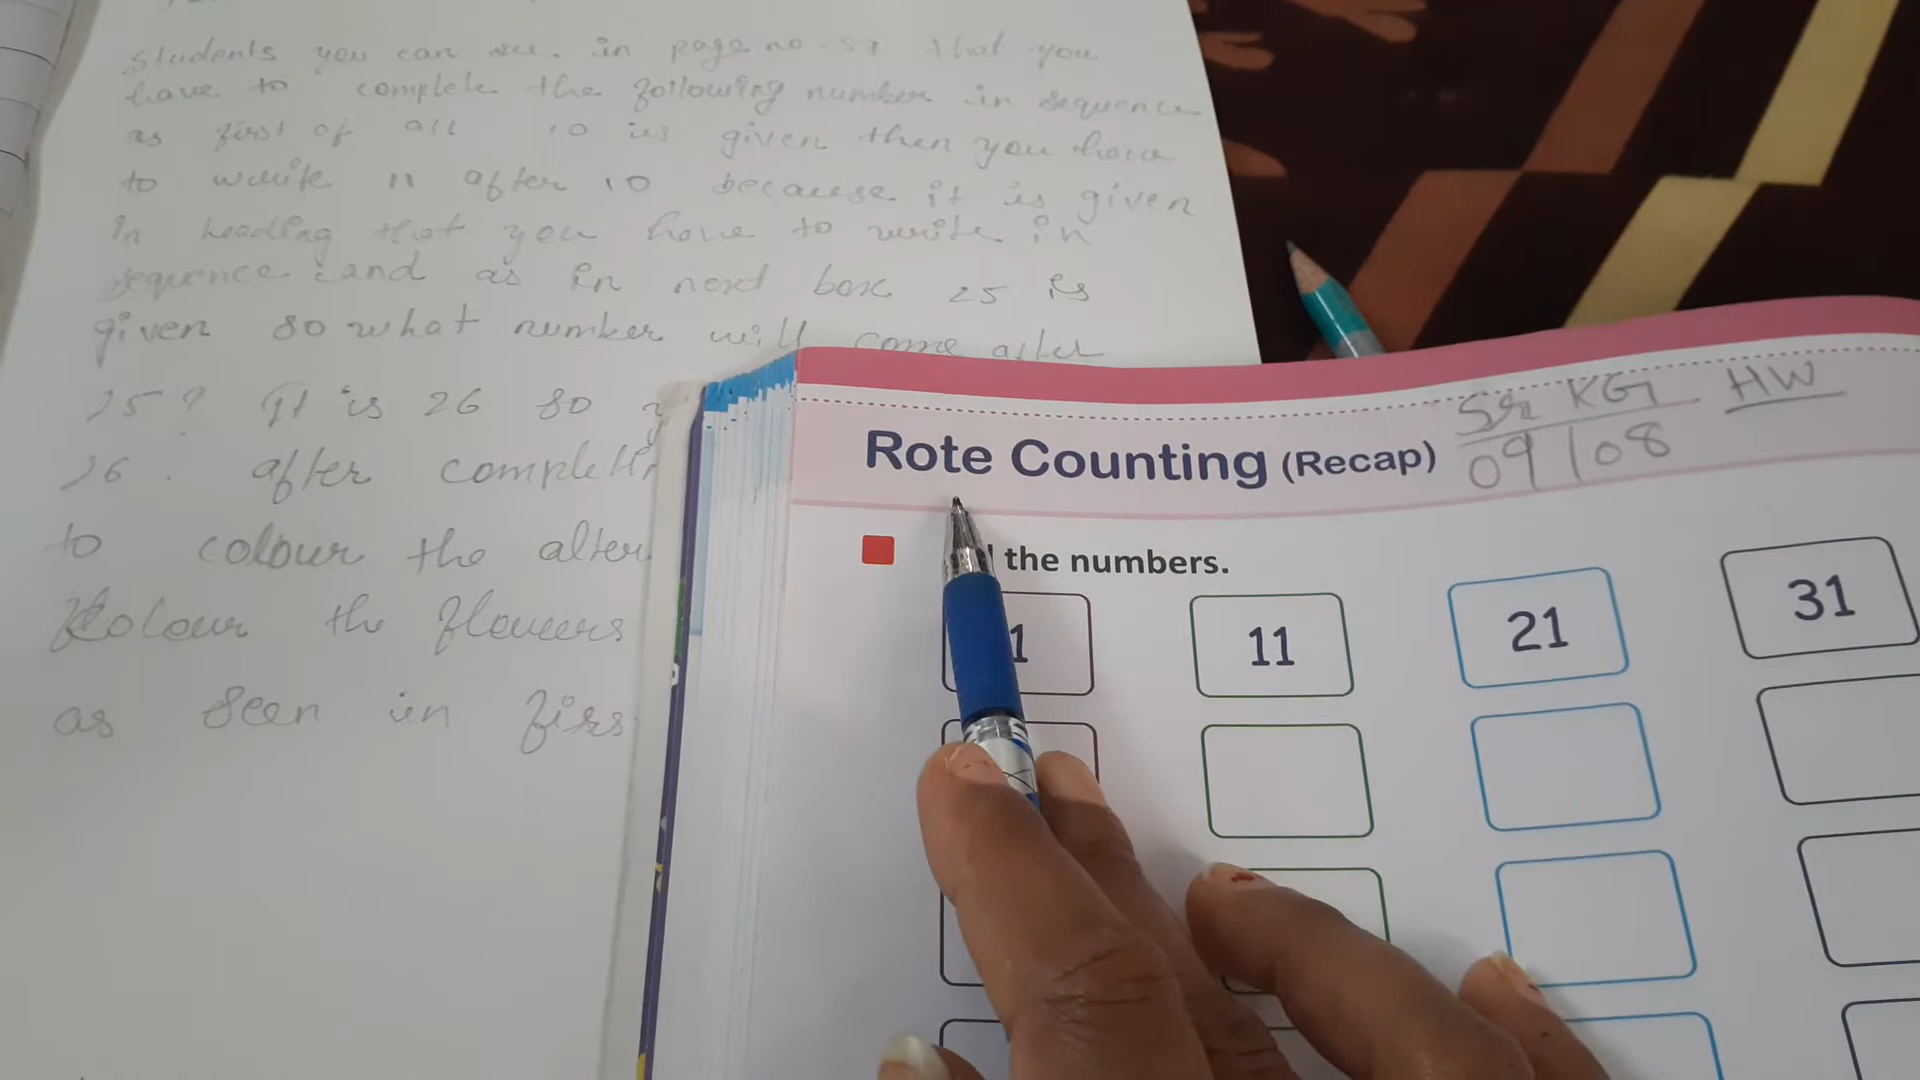 students you can see in page no 57 that you
have to complete the following number in sequence
as first of all 10 is given then you have
to write 11 after 10 because it is given
in heading that you have to write in
sequence and as in next box 25 is
given so what number will come after
25? It is 26 so
26. after
to colour the
colour the flowers
as seen in
Rote Counting (Recap)
Sr KG HW
09/08
the numbers.
1 11 21 31